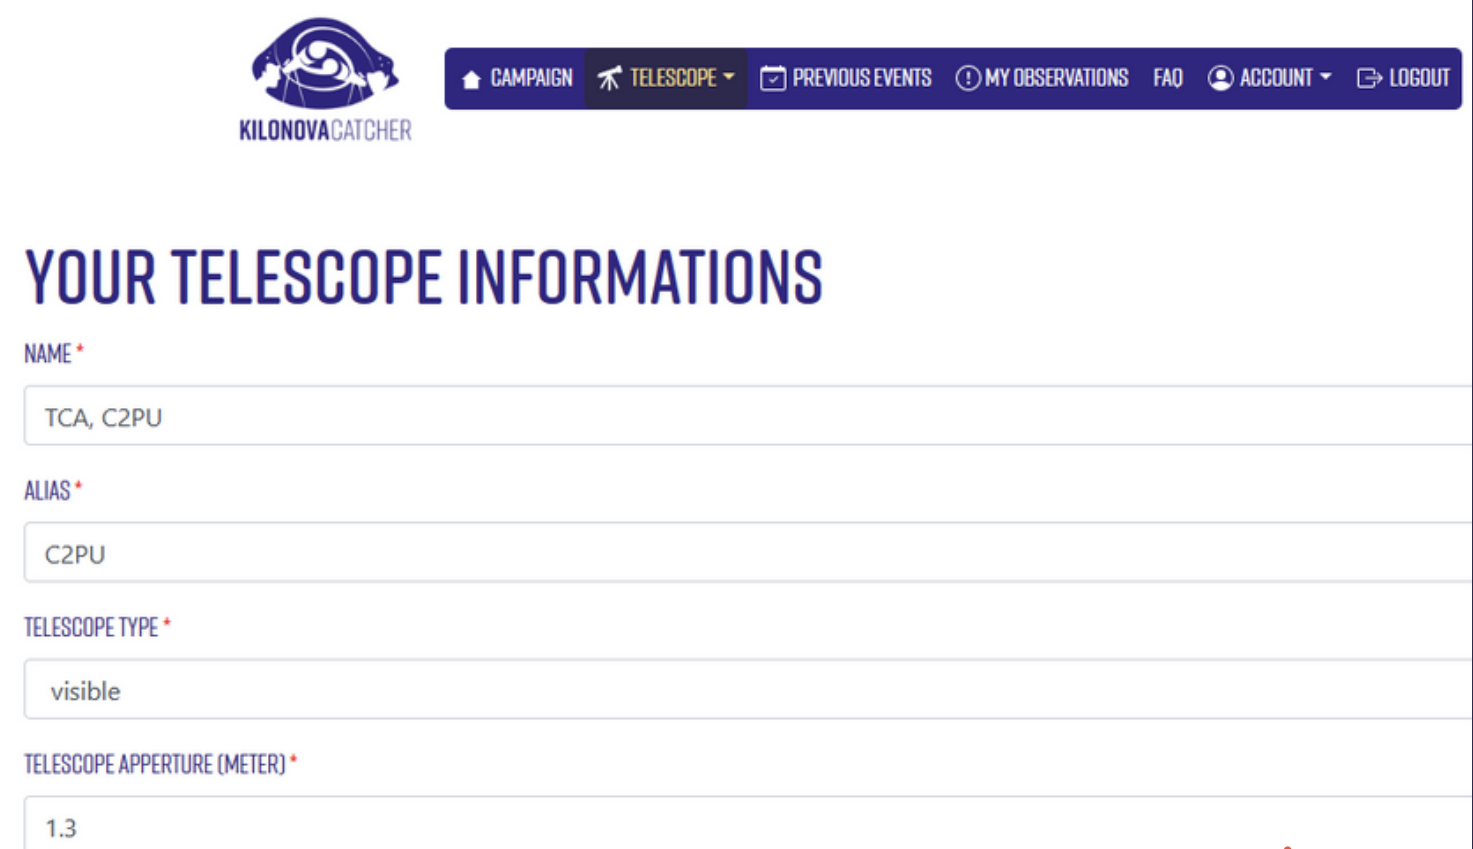 CAMPAIGN TELESCOPE PREVIOUS EVENTS MY OBSERVATIONS FAQ ACCOUNT LOGOUT
KILONOVACATCHER
YOUR TELESCOPE INFORMATIONS
NAME *
TCA, C2PU
ALIAS *
C2PU
TELESCOPE TYPE *
visible
TELESCOPE APPERTURE (METER) *
1.3